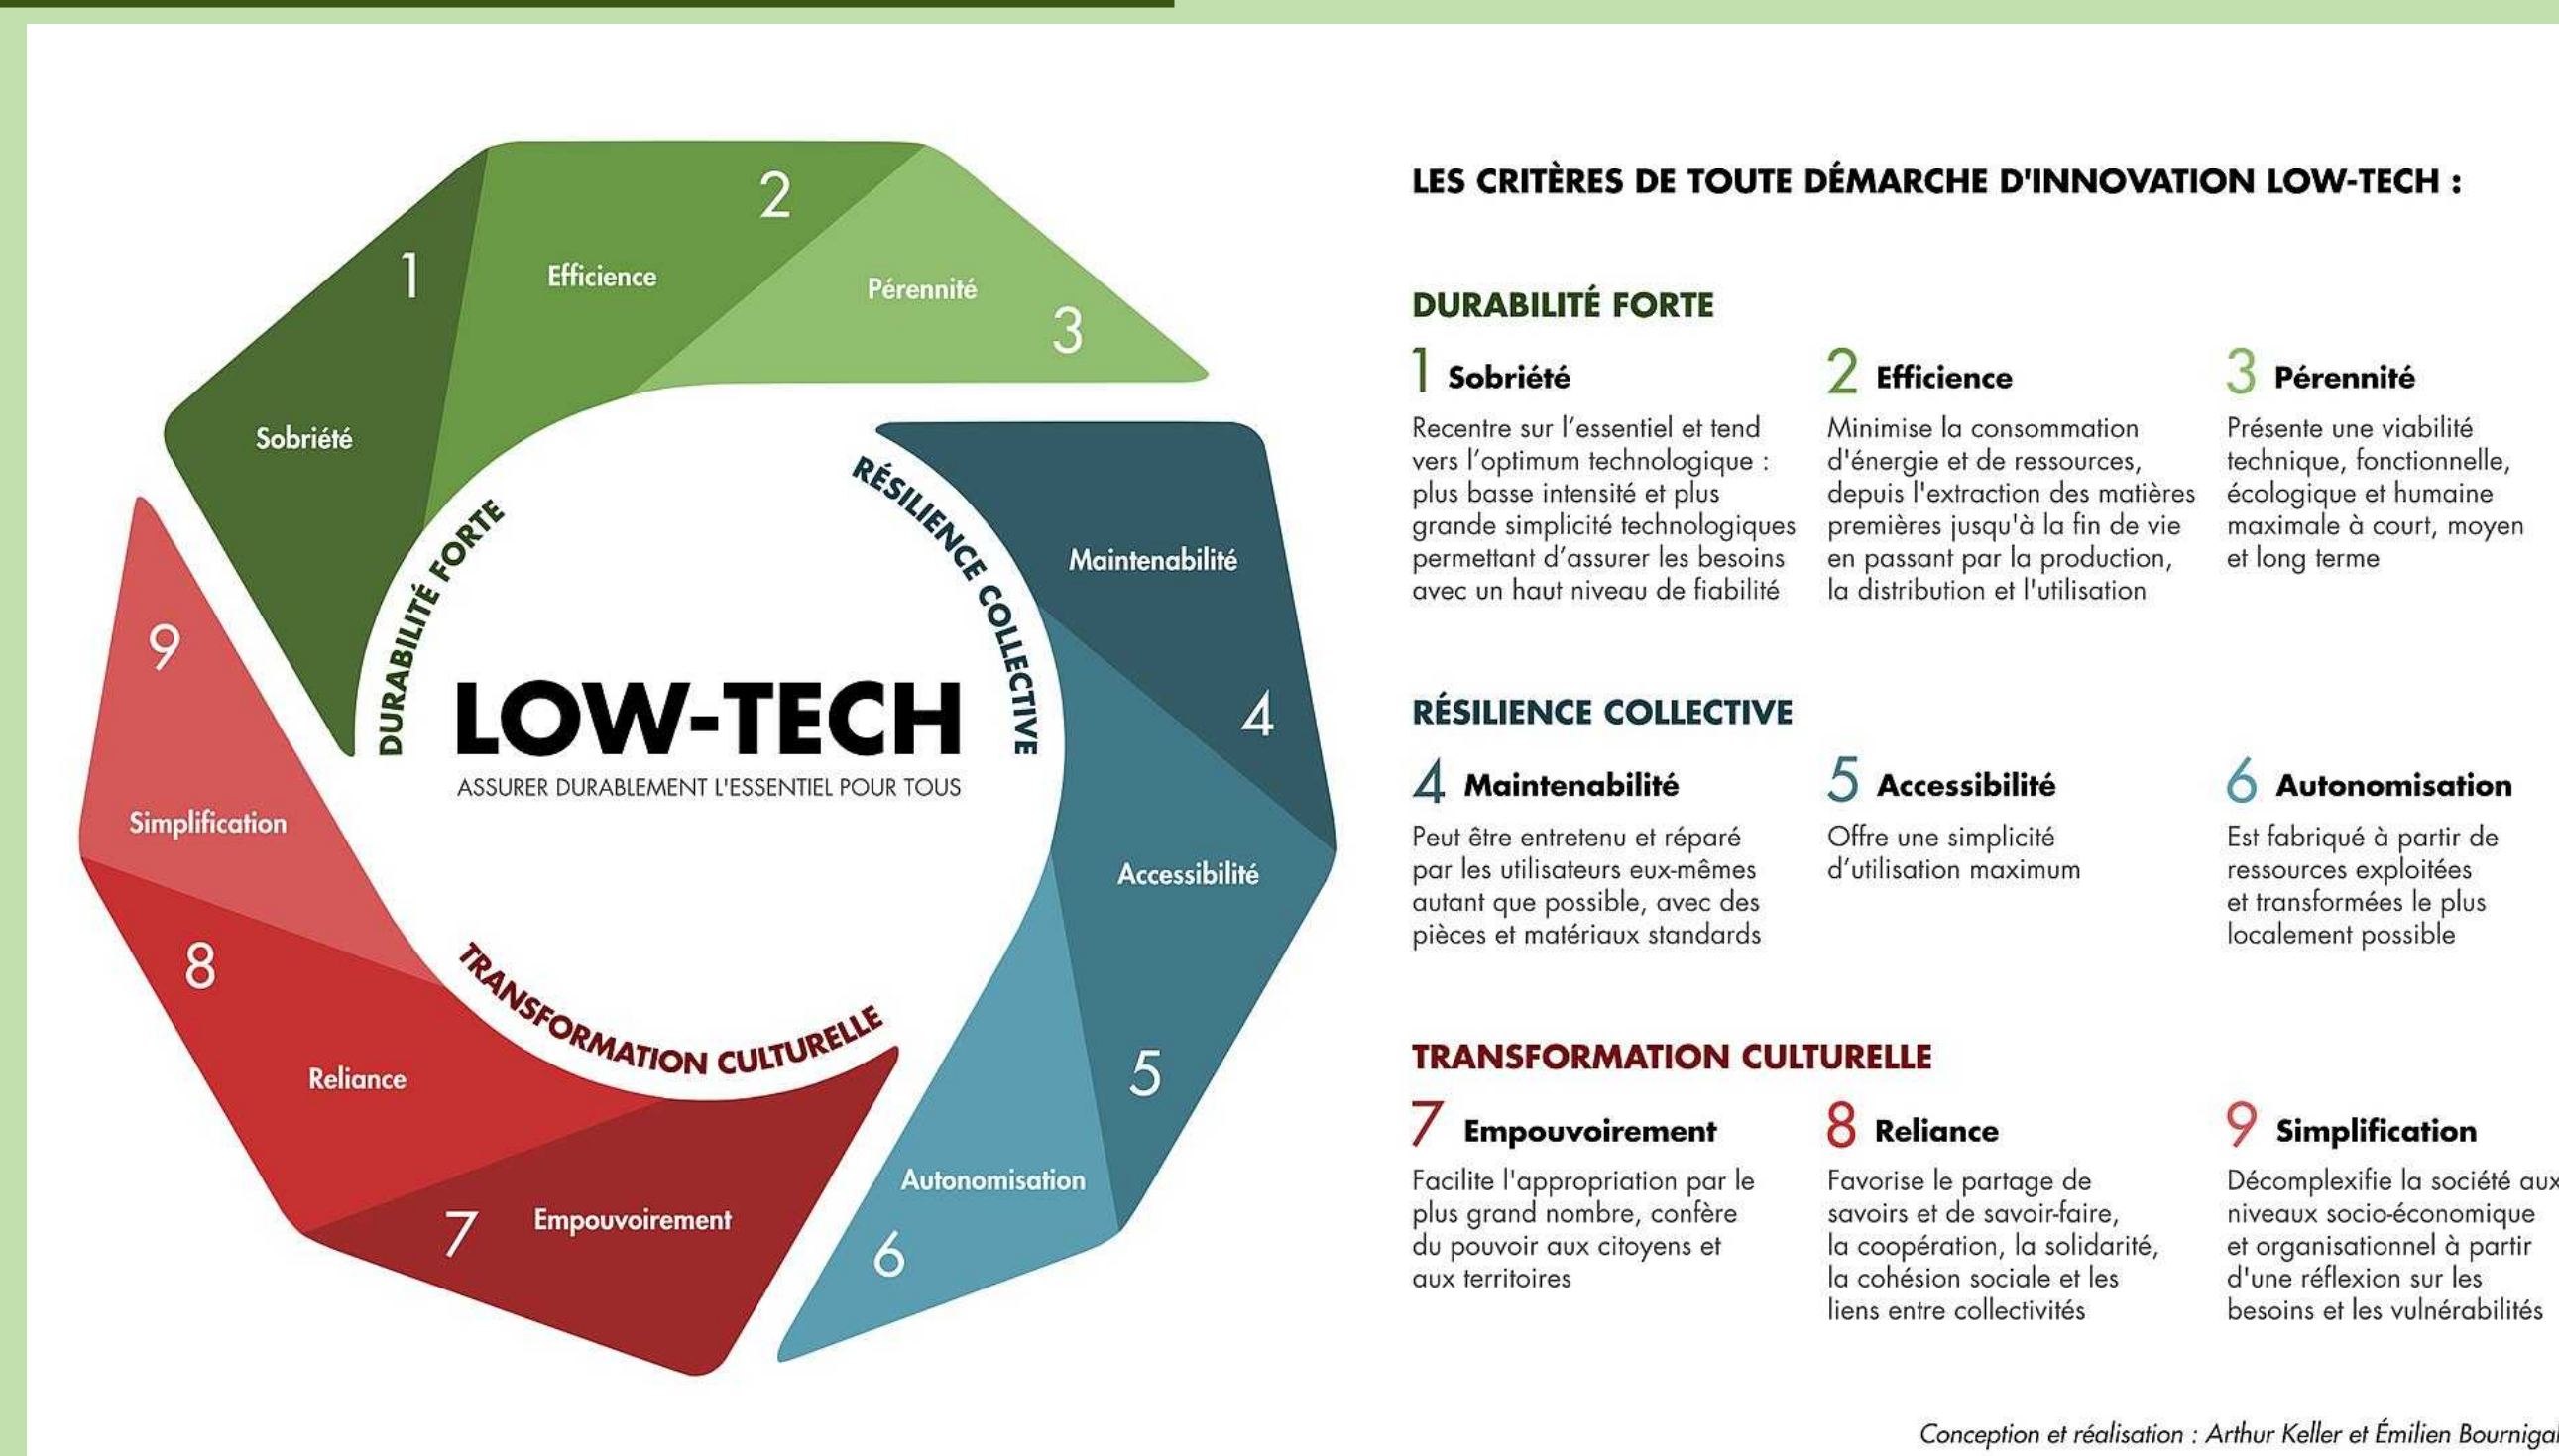 1
2
3
Sobriété
Efficience
Pérennité
DURABILITÉ FORTE
4
5
6
Maintenabilité
Accessibilité
Autonomisation
RÉSILIENCE COLLECTIVE
7
8
9
Empouvoirement
Reliance
Simplification
TRANSFORMATION CULTURELLE
LOW-TECH
ASSURER DURABLEMENT L'ESSENTIEL POUR TOUS
LES CRITÈRES DE TOUTE DÉMARCHE D'INNOVATION LOW-TECH :
DURABILITÉ FORTE
1 Sobriété
Recentre sur l'essentiel et tend
vers l'optimum technologique :
plus basse intensité et plus
grande simplicité technologiques
permettant d'assurer les besoins
avec un haut niveau de fiabilité
2 Efficience
Minimise la consommation
d'énergie et de ressources,
depuis l'extraction des matières
premières jusqu'à la fin de vie
en passant par la production,
la distribution et l'utilisation
3 Pérennité
Présente une viabilité
technique, fonctionnelle,
écologique et humaine
maximale à court, moyen
et long terme
RÉSILIENCE COLLECTIVE
4 Maintenabilité
Peut être entretenu et réparé
par les utilisateurs eux-mêmes
autant que possible, avec des
pièces et matériaux standards
5 Accessibilité
Offre une simplicité
d'utilisation maximum
6 Autonomisation
Est fabriqué à partir de
ressources exploitées
et transformées le plus
localement possible
TRANSFORMATION CULTURELLE
7 Empouvoirement
Facilite l'appropriation par le
plus grand nombre, confère
du pouvoir aux citoyens et
aux territoires
8 Reliance
Favorise le partage de
savoirs et de savoir-faire,
la coopération, la solidarité,
la cohésion sociale et les
liens entre collectivités
9 Simplification
Décomplexifie la société aux
niveaux socio-économique
et organisationnel à partir
d'une réflexion sur les
besoins et les vulnérabilités
Conception et réalisation : Arthur Keller et Émilien Bournigal